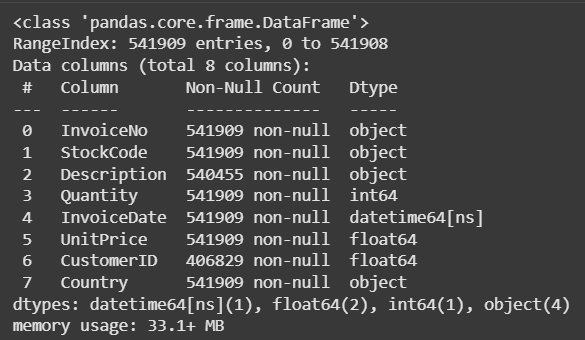 <class 'pandas.core.frame.DataFrame'>
RangeIndex: 541909 entries, 0 to 541908
Data columns (total 8 columns):
 #   Column       Non-Null Count   Dtype
---  ------       --------------   -----
 0   InvoiceNo    541909 non-null  object
 1   StockCode    541909 non-null  object
 2   Description  540455 non-null  object
 3   Quantity     541909 non-null  int64
 4   InvoiceDate  541909 non-null  datetime64[ns]
 5   UnitPrice    541909 non-null  float64
 6   CustomerID   406829 non-null  float64
 7   Country      541909 non-null  object
dtypes: datetime64[ns](1), float64(2), int64(1), object(4)
memory usage: 33.1+ MB